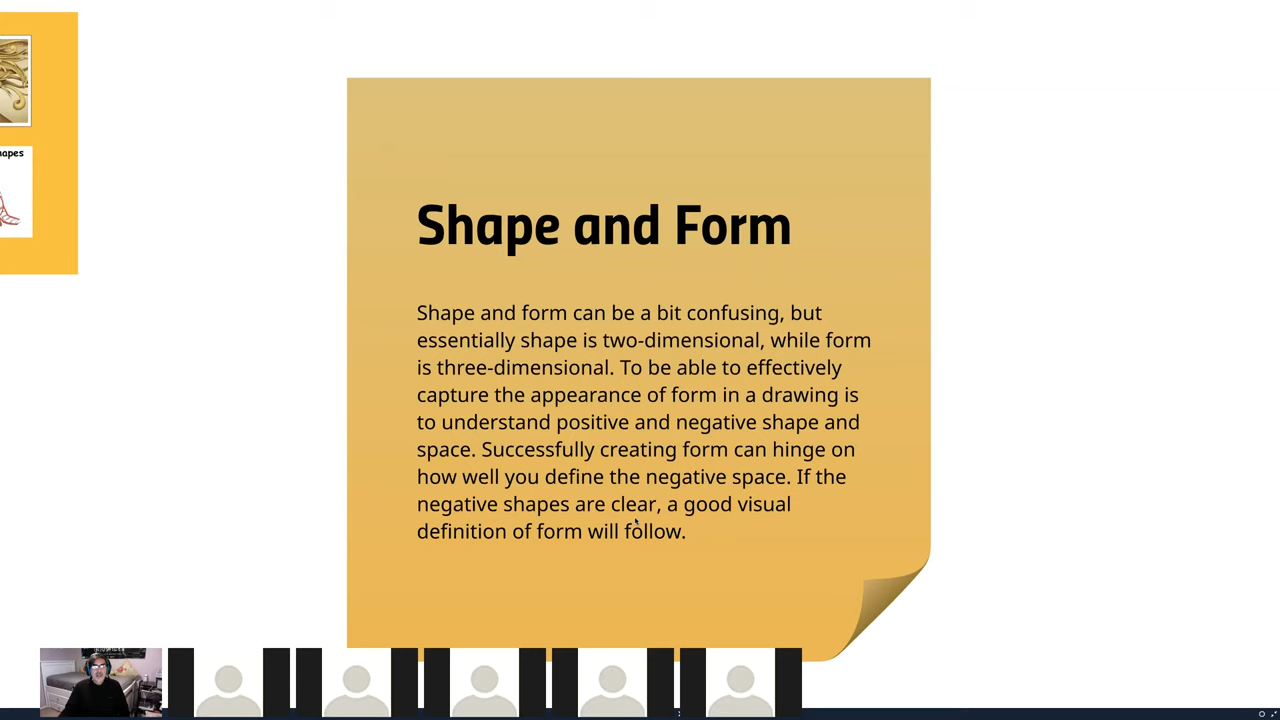 hapes
Shape and Form
Shape and form can be a bit confusing, but
essentially shape is two-dimensional, while form
is three-dimensional. To be able to effectively
capture the appearance of form in a drawing is
to understand positive and negative shape and
space. Successfully creating form can hinge on
how well you define the negative space. If the
negative shapes are clear, a good visual
definition of form will follow.